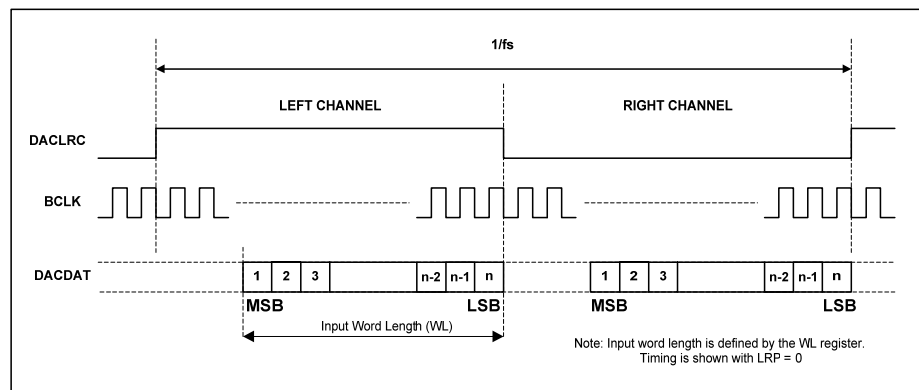 1/fs
LEFT CHANNEL RIGHT CHANNEL
DACLRC
BCLK
DACDAT
1 2 3 n-2 n-1 n 1 2 3 n-2 n-1 n
MSB LSB MSB LSB
Input Word Length (WL)
Note: Input word length is defined by the WL register.
Timing is shown with LRP = 0